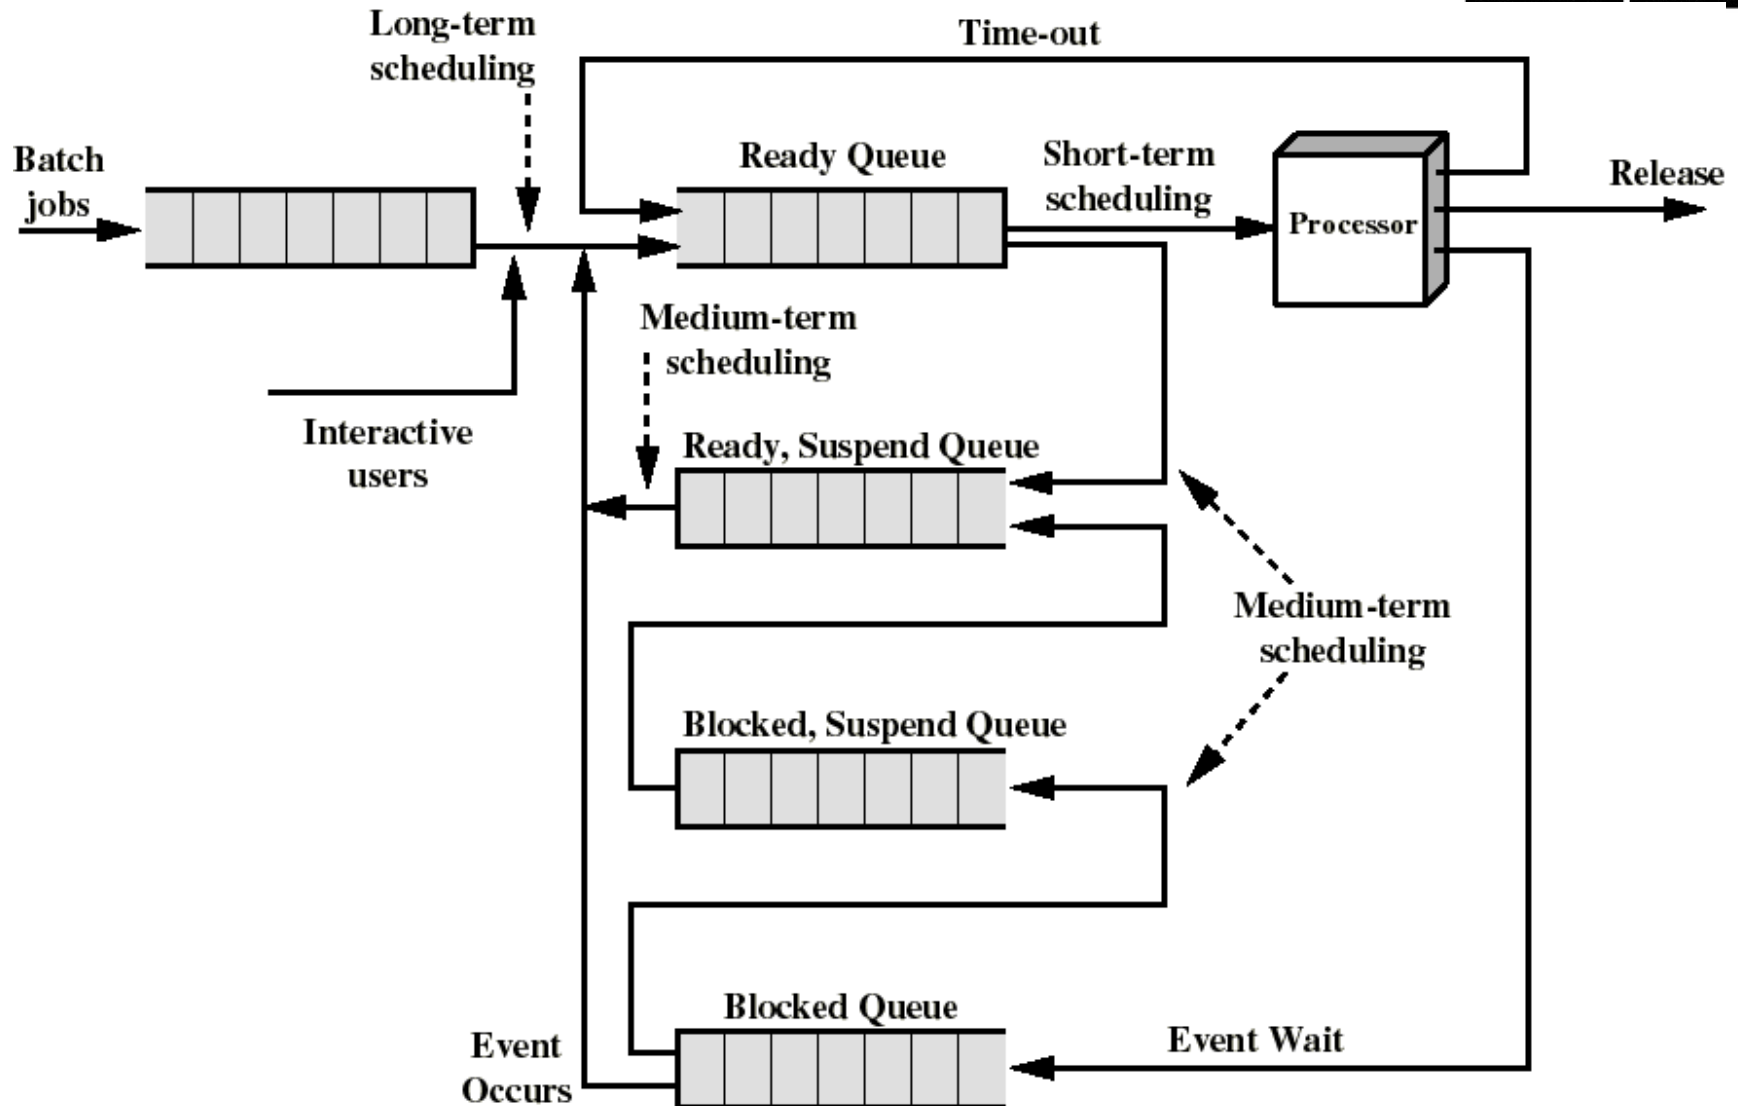 Long-term
scheduling
Time-out
Batch
jobs
Ready Queue
Short-term
scheduling
Processor
Release
Medium-term
scheduling
Interactive
users
Ready, Suspend Queue
Medium-term
scheduling
Blocked, Suspend Queue
Blocked Queue
Event
Occurs
Event Wait